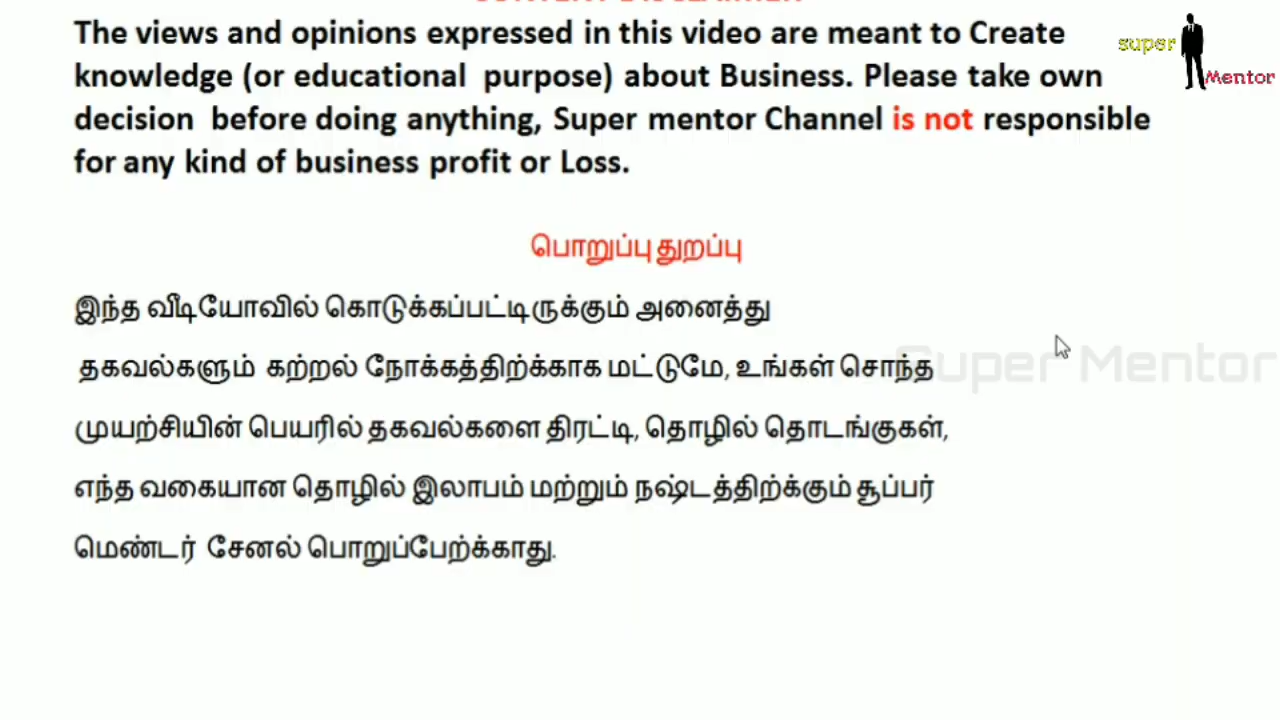 CONTENT DISCLAIMER
The views and opinions expressed in this video are meant to Create
knowledge (or educational purpose) about Business. Please take own
decision before doing anything, Super mentor Channel is not responsible
for any kind of business profit or Loss.
super
Mentor
பொறுப்பு துறப்பு
இந்த வீடியோவில் கொடுக்கப்பட்டிருக்கும் அனைத்து
தகவல்களும் கற்றல் நோக்கத்திற்க்காக மட்டுமே, உங்கள் சொந்த
Super Mentor
முயற்சியின் பெயரில் தகவல்களை திரட்டி, தொழில் தொடங்குகள்,
எந்த வகையான தொழில் இலாபம் மற்றும் நஷ்டத்திற்க்கும் சூப்பர்
மெண்டர் சேனல் பொறுப்பேற்க்காது.